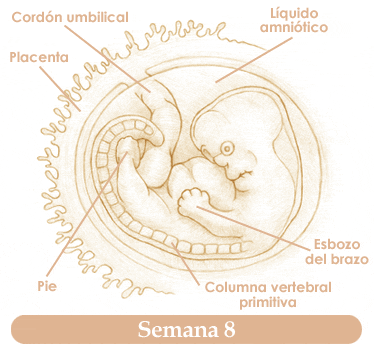 Cordón umbilical
Líquido
amniótico
Placenta
Esbozo
del brazo
Pie
Columna vertebral
primitiva
Semana 8